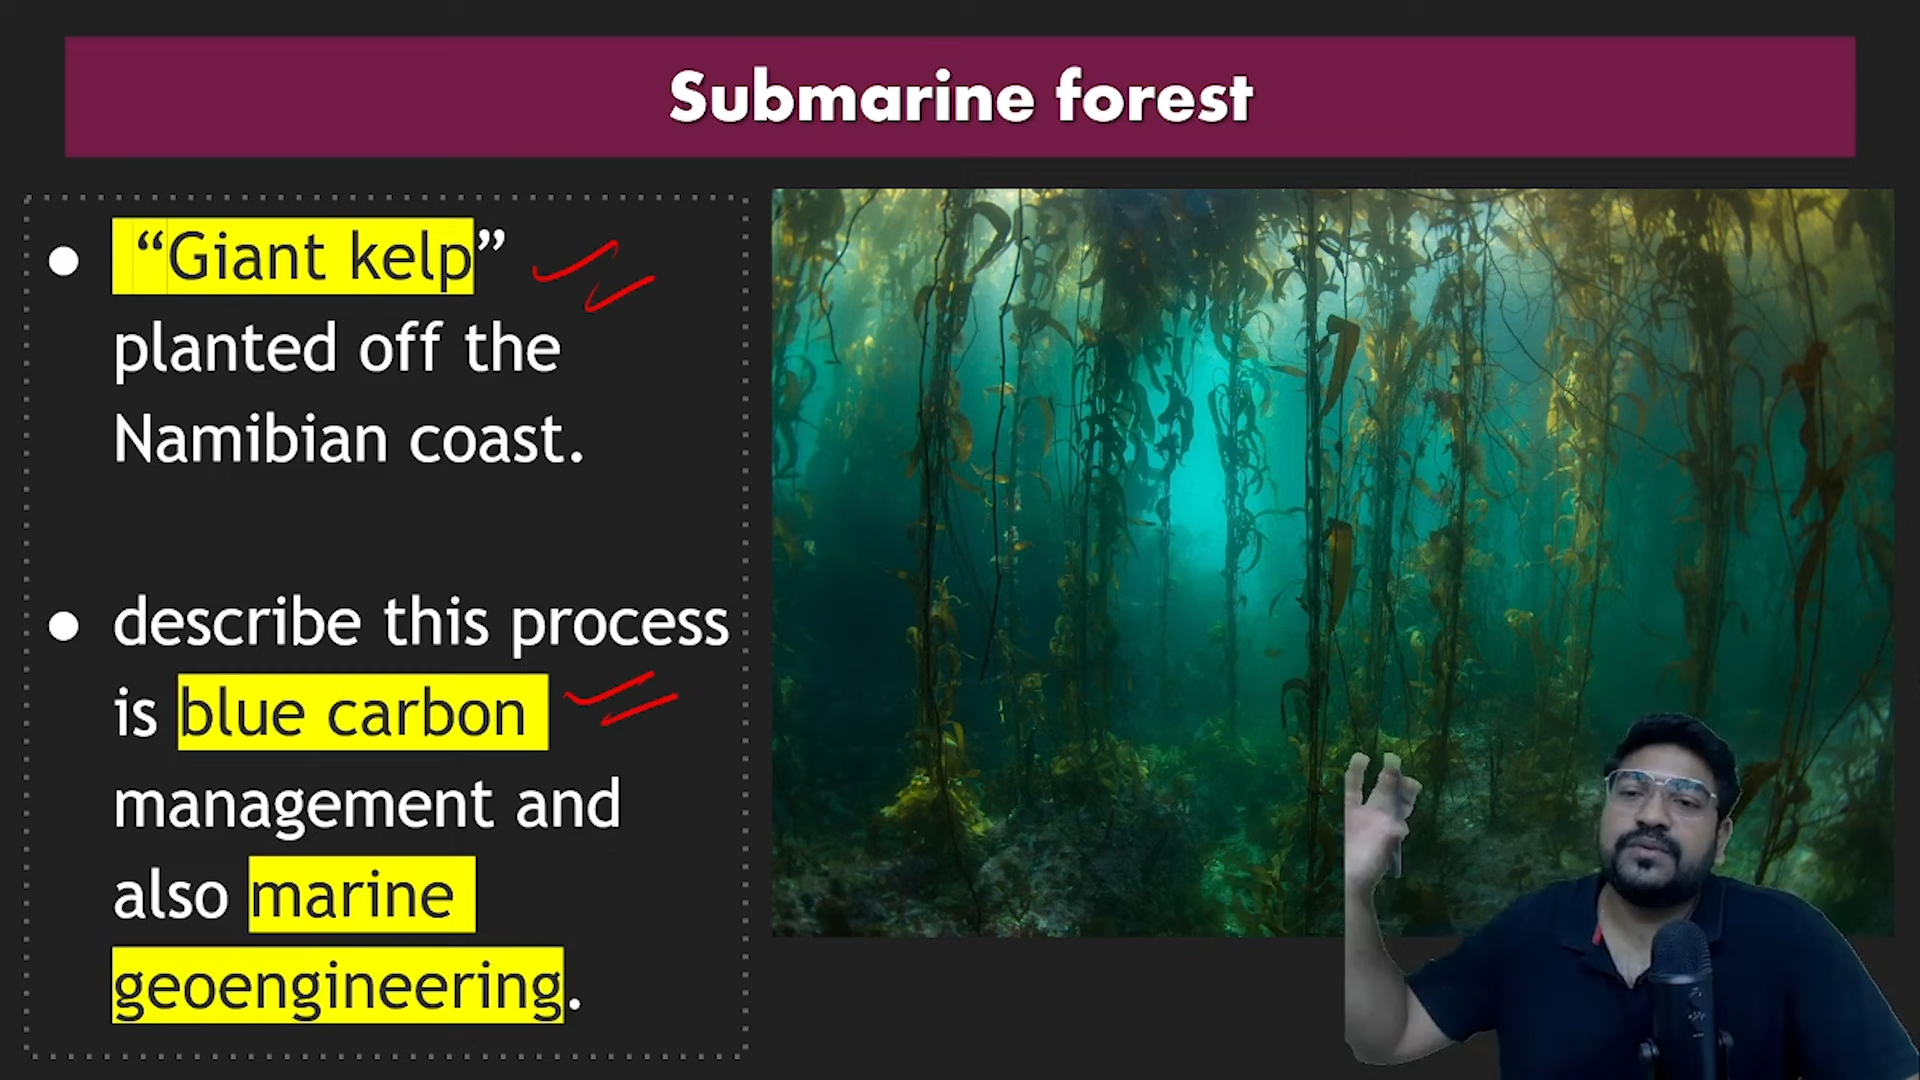 Submarine forest
● “Giant kelp”
planted off the
Namibian coast.
● describe this process
is blue carbon
management and
also marine
geoengineering.